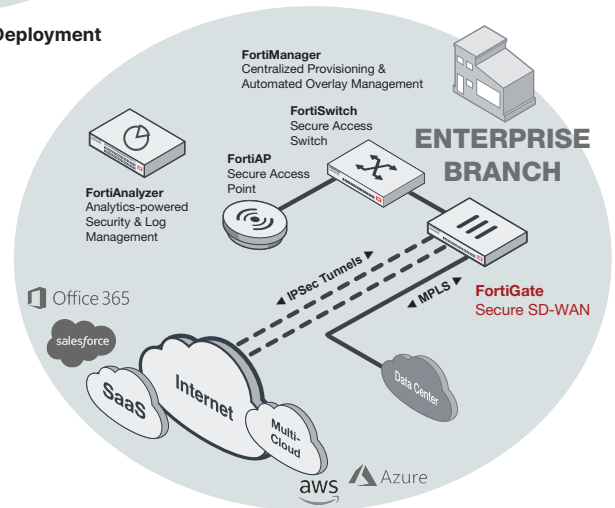 Deployment
FortiManager
Centralized Provisioning &
Automated Overlay Management
FortiSwitch
Secure Access
Switch
ENTERPRISE
BRANCH
FortiAP
Secure Access
Point
FortiAnalyzer
Analytics-powered
Security & Log
Management
IPSec Tunnels
MPLS
FortiGate
Secure SD-WAN
Office 365
salesforce
SaaS
Internet
Multi-
Cloud
Data Center
aws
Azure